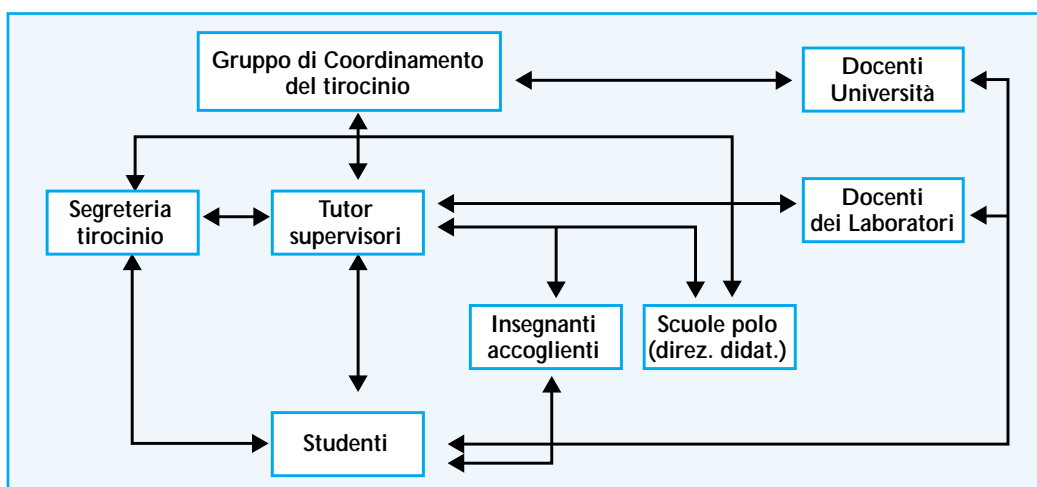 Gruppo di Coordinamento
del tirocinio
Docenti
Università
Segreteria
tirocinio
Tutor
supervisori
Docenti
dei Laboratori
Insegnanti
accoglienti
Scuole polo
(direz. didat.)
Studenti